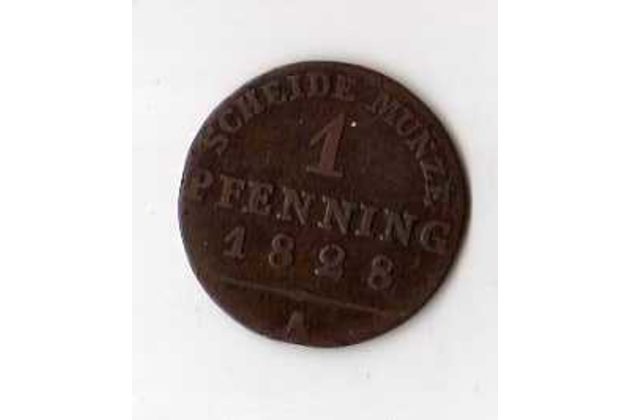 SCHEIDE MÜNZE
1
PFENNING
1828
A